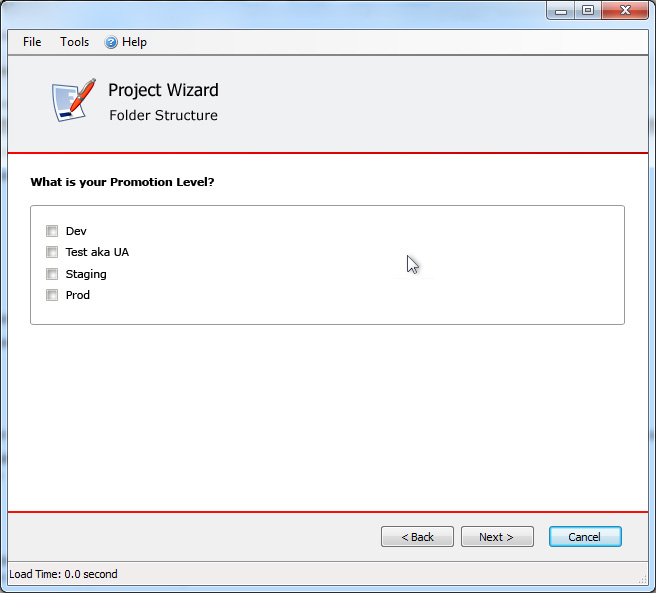 File Tools Help
Project Wizard
Folder Structure
What is your Promotion Level?
Dev
Test aka UA
Staging
Prod
< Back Next > Cancel
Load Time: 0.0 second